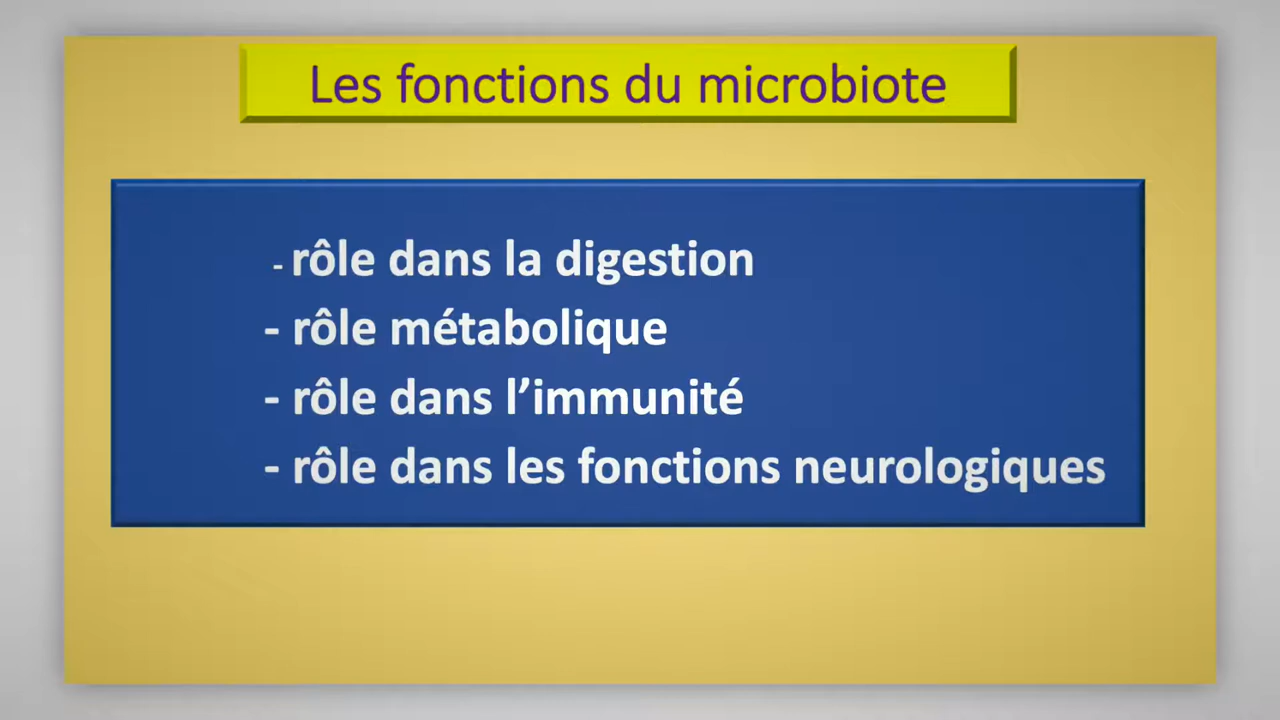 Les fonctions du microbiote
- rôle dans la digestion
- rôle métabolique
- rôle dans l’immunité
- rôle dans les fonctions neurologiques